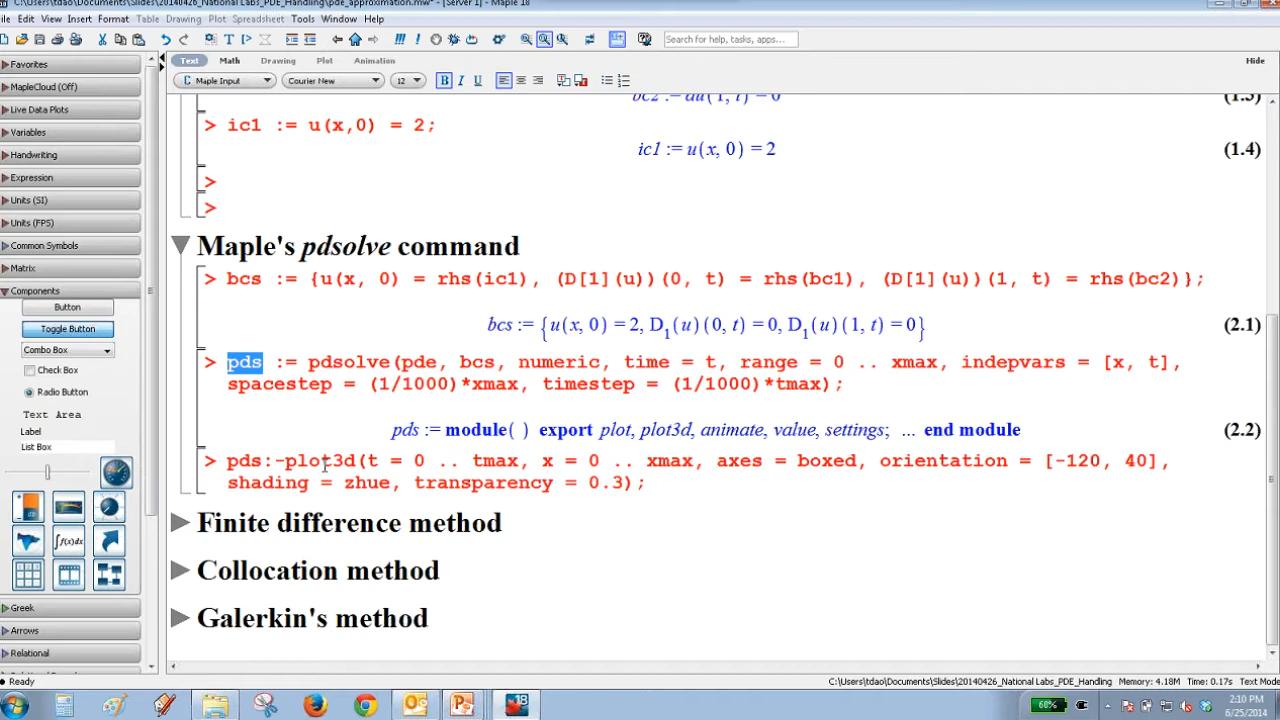 C:\Users\tdao\Documents\Slides\20140426_National Labs_PDE_Handling\pde_approximation.mw* - [Server 1] - Maple 18
Edit View Insert Format Table Drawing Plot Spreadsheet Tools Window Help
Search for help, tasks, apps...
Favorites
MapleCloud (Off)
Live Data Plots
Variables
Handwriting
Expression
Units (SI)
Units (FPS)
Common Symbols
Matrix
Components
Button
Toggle Button
Combo Box
Check Box
Radio Button
Text Area
Label
List Box
Greek
Arrows
Relational
Text Math Drawing Plot Animation Hide
Maple Input Courier New 12 B I U
bc2 := du(1, t) = 0 (1.3)
> ic1 := u(x,0) = 2;
ic1 := u(x, 0) = 2 (1.4)
>
>
Maple's pdsolve command
> bcs := {u(x, 0) = rhs(ic1), (D[1](u))(0, t) = rhs(bc1), (D[1](u))(1, t) = rhs(bc2)};
bcs := {u(x, 0) = 2, D1(u)(0, t) = 0, D1(u)(1, t) = 0} (2.1)
> pds := pdsolve(pde, bcs, numeric, time = t, range = 0 .. xmax, indepvars = [x, t],
spacestep = (1/1000)*xmax, timestep = (1/1000)*tmax);
pds := module( ) export plot, plot3d, animate, value, settings; ... end module (2.2)
> pds:-plot3d(t = 0 .. tmax, x = 0 .. xmax, axes = boxed, orientation = [-120, 40],
shading = zhue, transparency = 0.3);
Finite difference method
Collocation method
Galerkin's method
Ready
C:\Users\tdao\Documents\Slides\20140426_National Labs_PDE_Handling Memory: 4.18M Time: 0.17s Text Mode
68%
2:10 PM
6/25/2014